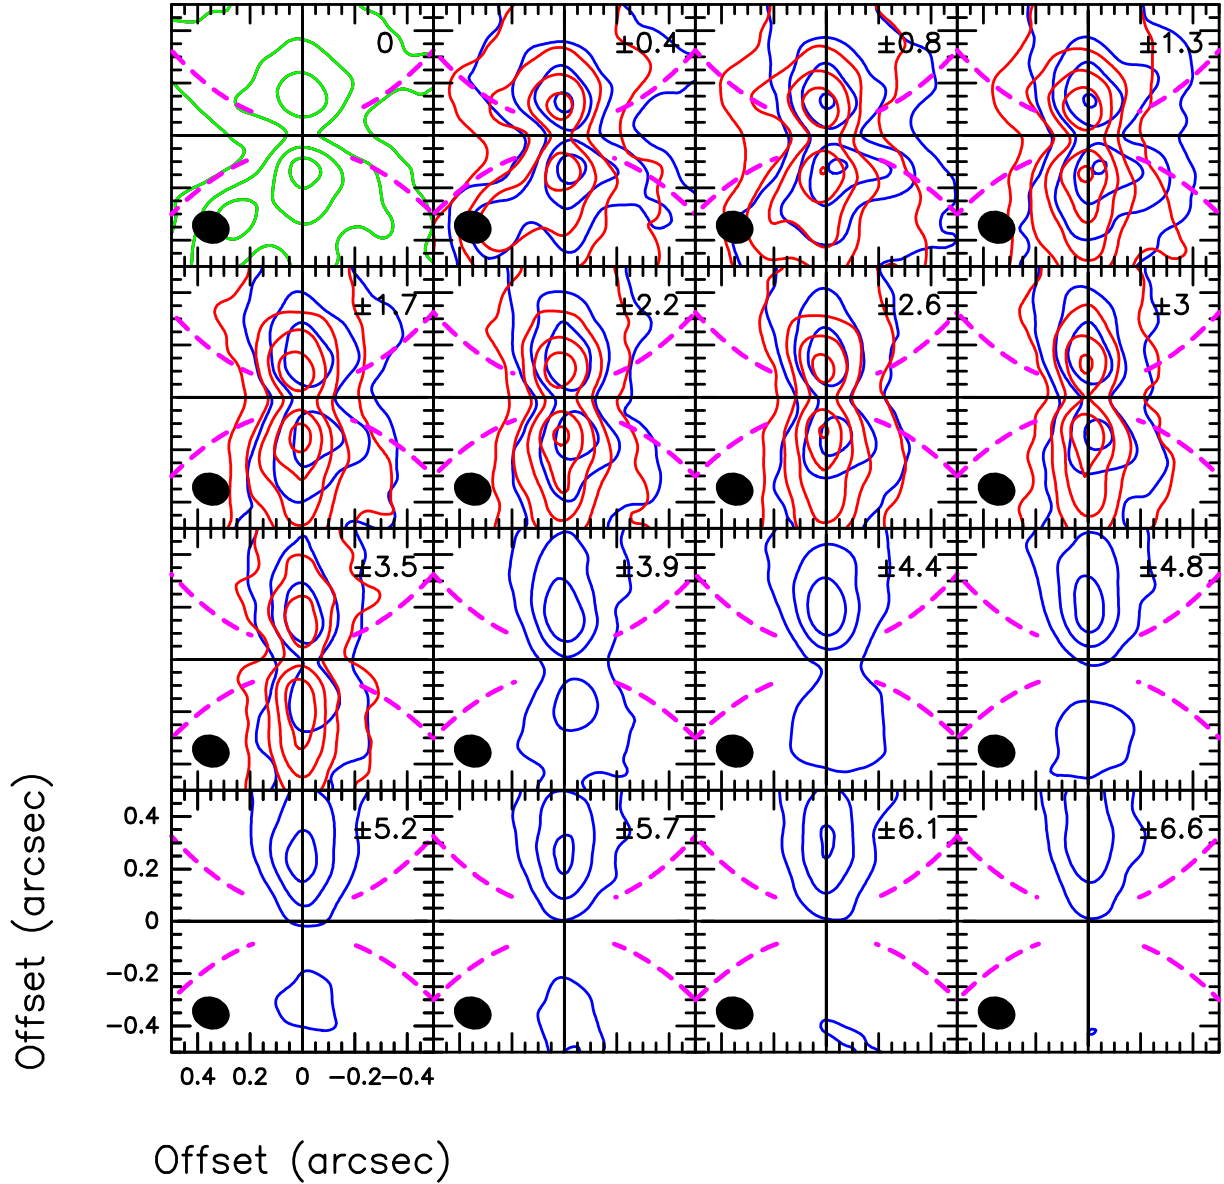 0 ±0.4 ±0.8 ±1.3
±1.7 ±2.2 ±2.6 ±3
±3.5 ±3.9 ±4.4 ±4.8
±5.2 ±5.7 ±6.1 ±6.6
0.4
0.2
0
−0.2
−0.4
Offset (arcsec)
0.4 0.2 0 −0.2 −0.4
Offset (arcsec)